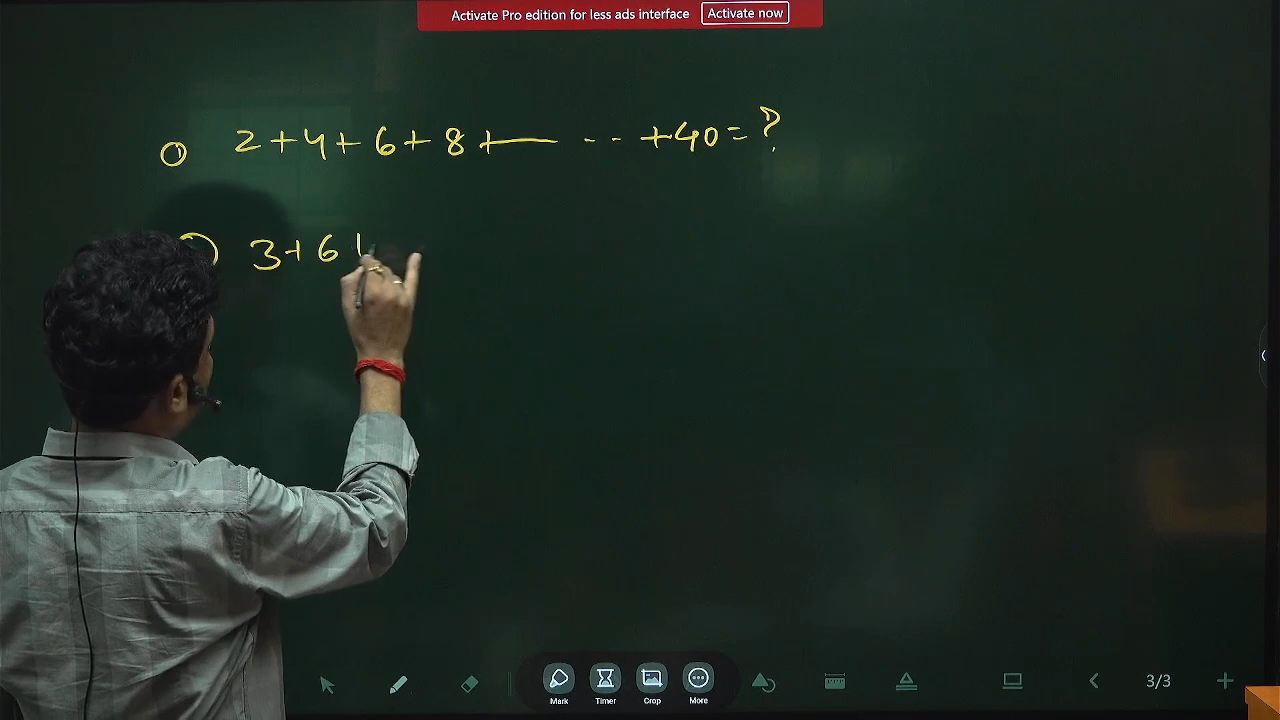 Activate Pro edition for less ads interface Activate now
① 2+4+6+8+— -- +40=?
3+6
Mark Timer Crop More 3/3